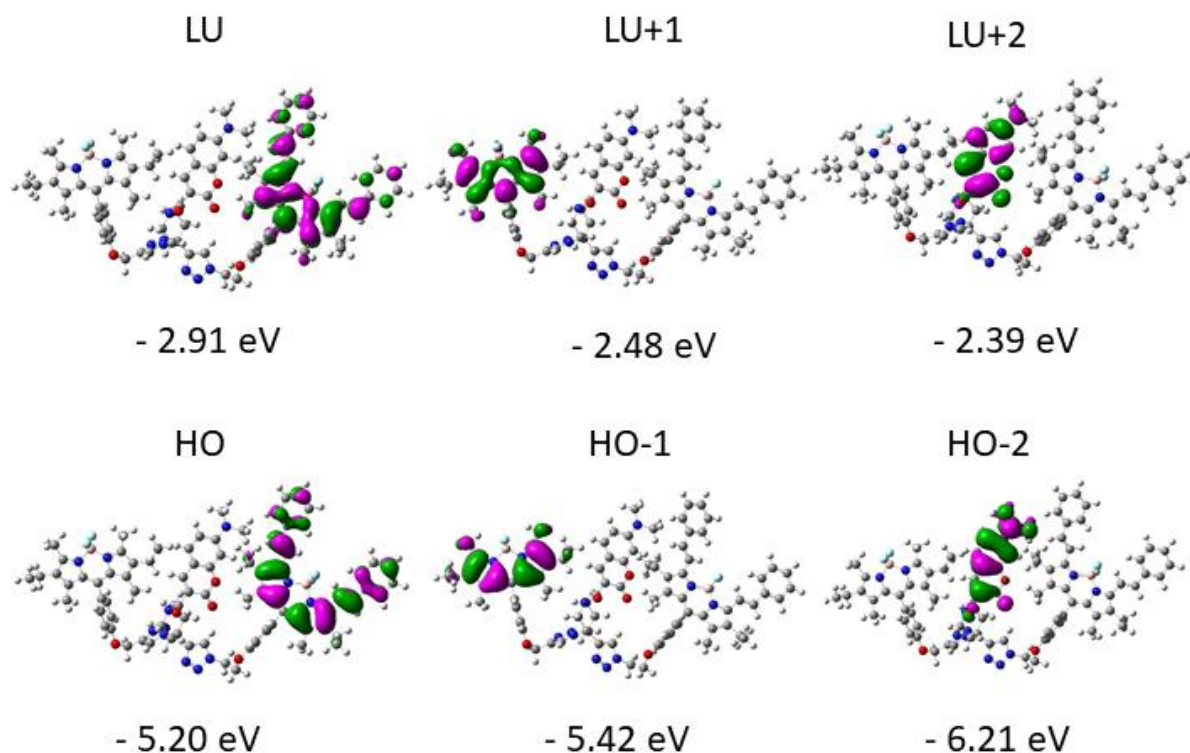 LU LU+1 LU+2
- 2.91 eV - 2.48 eV - 2.39 eV
HO HO-1 HO-2
- 5.20 eV - 5.42 eV - 6.21 eV